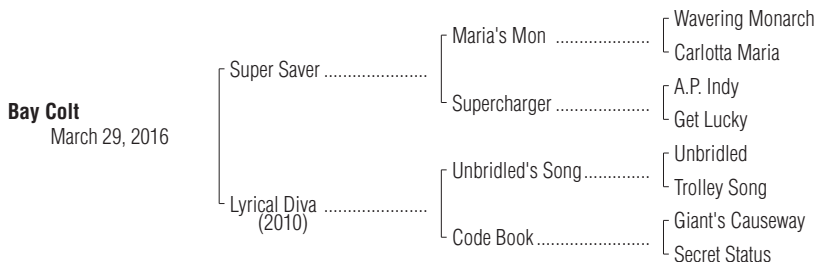 Wavering Monarch
Maria's Mon ....................
Carlotta Maria
Super Saver ......................
A.P. Indy
Supercharger ....................
Get Lucky
Bay Colt
March 29, 2016
Unbridled
Unbridled's Song..............
Trolley Song
Lyrical Diva ......................
(2010)
Giant's Causeway
Code Book........................
Secret Status